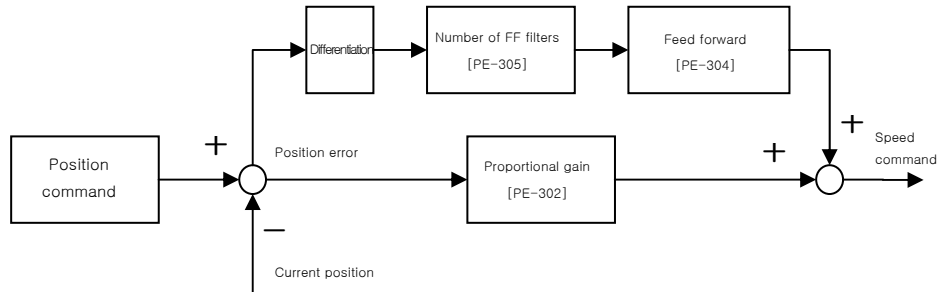 Differentiation
Number of FF filters
[PE-305]
Feed forward
[PE-304]
+
Speed
command
Position
command
+
Position error
Proportional gain
[PE-302]
+
−
Current position